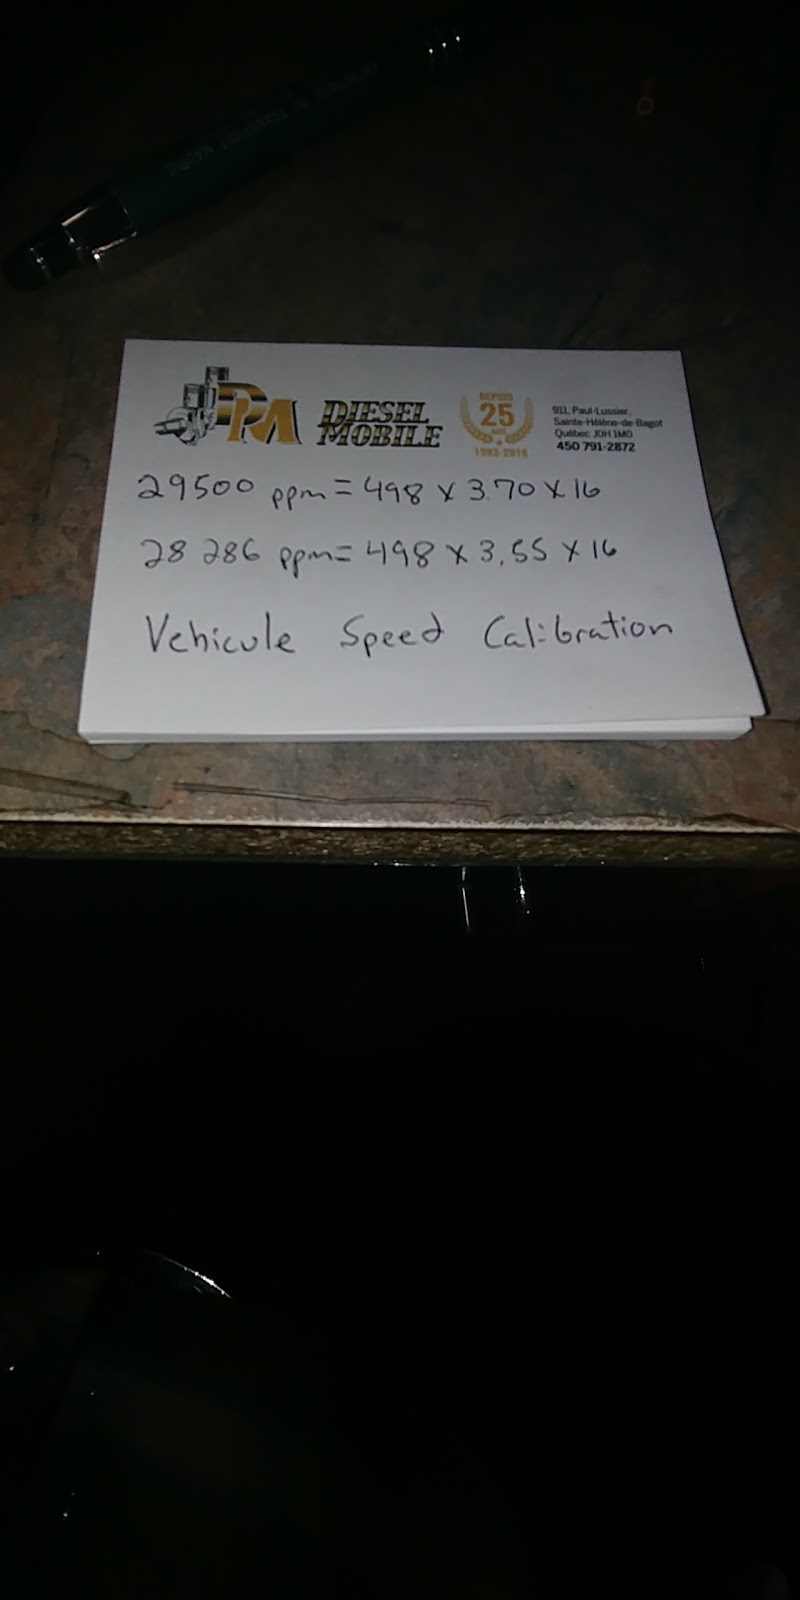 DM
DIESEL
MOBILE
DEPUIS
25
ANS
1993-2018
911, Paul-Lussier,
Sainte-Hélène-de-Bagot
Québec J0H 1M0
450 791-2872
29500 ppm = 498 x 3.70 x 16
28 286 ppm = 498 x 3.55 x 16
Vehicule Speed Calibration